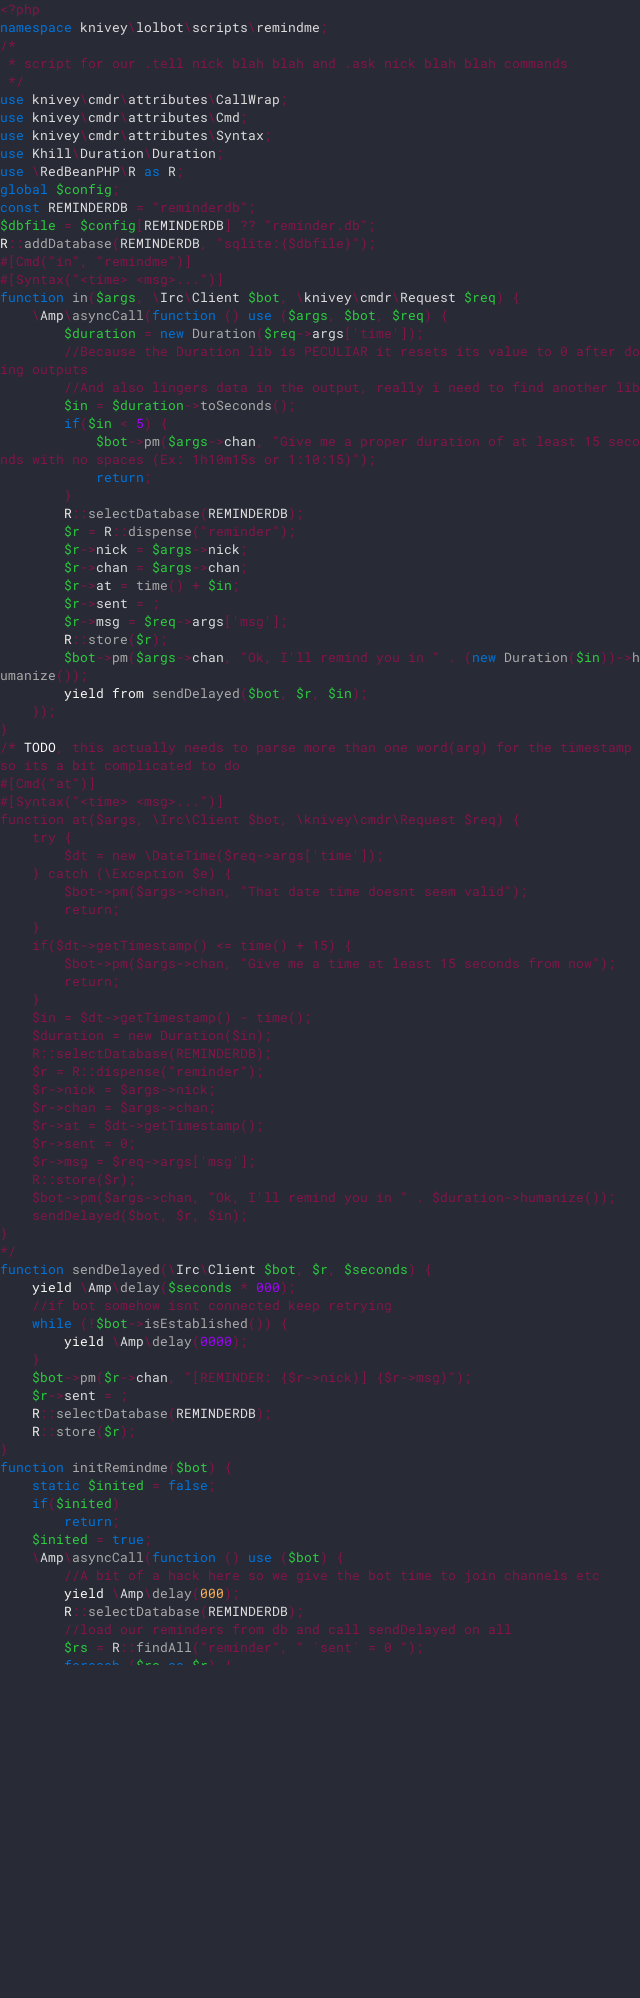 <?php
namespace knivey\lolbot\scripts\remindme;
/*
 * script for our .tell nick blah blah and .ask nick blah blah commands
 */
use knivey\cmdr\attributes\CallWrap;
use knivey\cmdr\attributes\Cmd;
use knivey\cmdr\attributes\Syntax;
use Khill\Duration\Duration;
use \RedBeanPHP\R as R;
global $config;
const REMINDERDB = "reminderdb";
$dbfile = $config[REMINDERDB] ?? "reminder.db";
R::addDatabase(REMINDERDB, "sqlite:{$dbfile}");
#[Cmd("in", "remindme")]
#[Syntax("<time> <msg>...")]
function in($args, \Irc\Client $bot, \knivey\cmdr\Request $req) {
    \Amp\asyncCall(function () use ($args, $bot, $req) {
        $duration = new Duration($req->args['time']);
        //Because the Duration lib is PECULIAR it resets its value to 0 after do
ing outputs
        //And also lingers data in the output, really i need to find another lib
        $in = $duration->toSeconds();
        if($in < 5) {
            $bot->pm($args->chan, "Give me a proper duration of at least 15 seco
nds with no spaces (Ex: 1h10m15s or 1:10:15)");
            return;
        }
        R::selectDatabase(REMINDERDB);
        $r = R::dispense("reminder");
        $r->nick = $args->nick;
        $r->chan = $args->chan;
        $r->at = time() + $in;
        $r->sent = ;
        $r->msg = $req->args['msg'];
        R::store($r);
        $bot->pm($args->chan, "Ok, I'll remind you in " . (new Duration($in))->h
umanize());
        yield from sendDelayed($bot, $r, $in);
    });
}
/* TODO, this actually needs to parse more than one word(arg) for the timestamp 
so its a bit complicated to do
#[Cmd("at")]
#[Syntax("<time> <msg>...")]
function at($args, \Irc\Client $bot, \knivey\cmdr\Request $req) {
    try {
        $dt = new \DateTime($req->args['time']);
    } catch (\Exception $e) {
        $bot->pm($args->chan, "That date time doesnt seem valid");
        return;
    }
    if($dt->getTimestamp() <= time() + 15) {
        $bot->pm($args->chan, "Give me a time at least 15 seconds from now");
        return;
    }
    $in = $dt->getTimestamp() - time();
    $duration = new Duration($in);
    R::selectDatabase(REMINDERDB);
    $r = R::dispense("reminder");
    $r->nick = $args->nick;
    $r->chan = $args->chan;
    $r->at = $dt->getTimestamp();
    $r->sent = 0;
    $r->msg = $req->args['msg'];
    R::store($r);
    $bot->pm($args->chan, "Ok, I'll remind you in " . $duration->humanize());
    sendDelayed($bot, $r, $in);
}
*/
function sendDelayed(\Irc\Client $bot, $r, $seconds) {
    yield \Amp\delay($seconds * 000);
    //if bot somehow isnt connected keep retrying
    while (!$bot->isEstablished()) {
        yield \Amp\delay(0000);
    }
    $bot->pm($r->chan, "[REMINDER: {$r->nick}] {$r->msg}");
    $r->sent = ;
    R::selectDatabase(REMINDERDB);
    R::store($r);
}
function initRemindme($bot) {
    static $inited = false;
    if($inited)
        return;
    $inited = true;
    \Amp\asyncCall(function () use ($bot) {
        //A bit of a hack here so we give the bot time to join channels etc
        yield \Amp\delay(000);
        R::selectDatabase(REMINDERDB);
        //load our reminders from db and call sendDelayed on all
        $rs = R::findAll("reminder", " `sent` = 0 ");
        foreach ($rs as $r) {